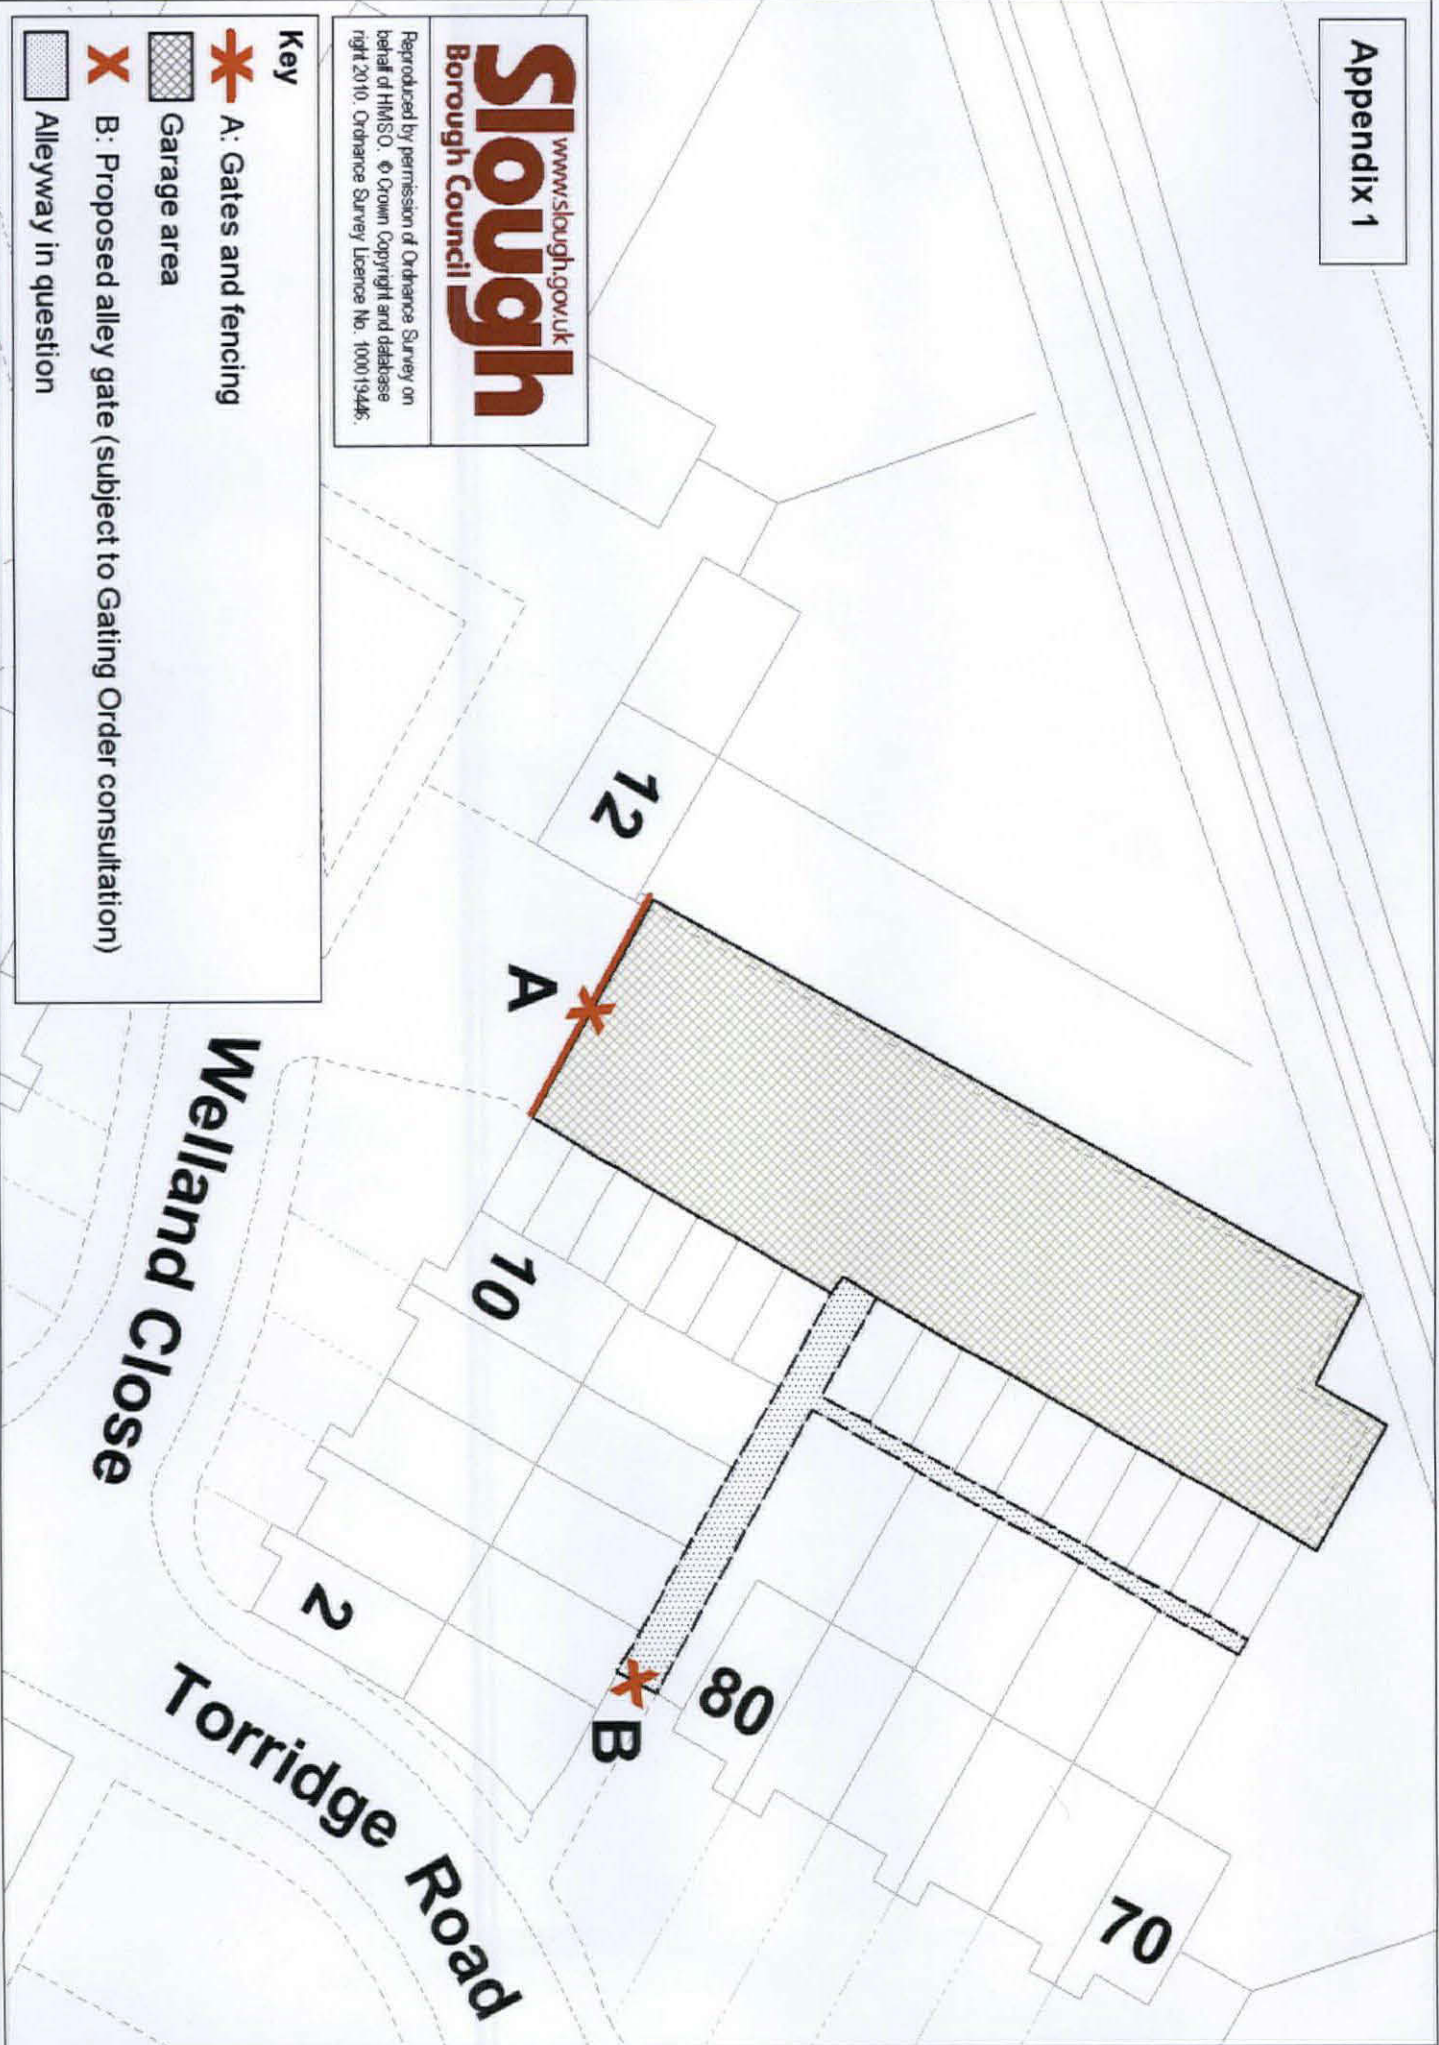 Appendix 1
www.slough.gov.uk
Slough
Borough Council
Reproduced by permission of Ordnance Survey on
behalf of HMSO. © Crown Copyright and database
right 2010. Ordnance Survey Licence No. 100019446.
Key
A: Gates and fencing
Garage area
B: Proposed alley gate (subject to Gating Order consultation)
Alleyway in question
12
A
10
2
80
B
70
Welland Close
Torridge Road